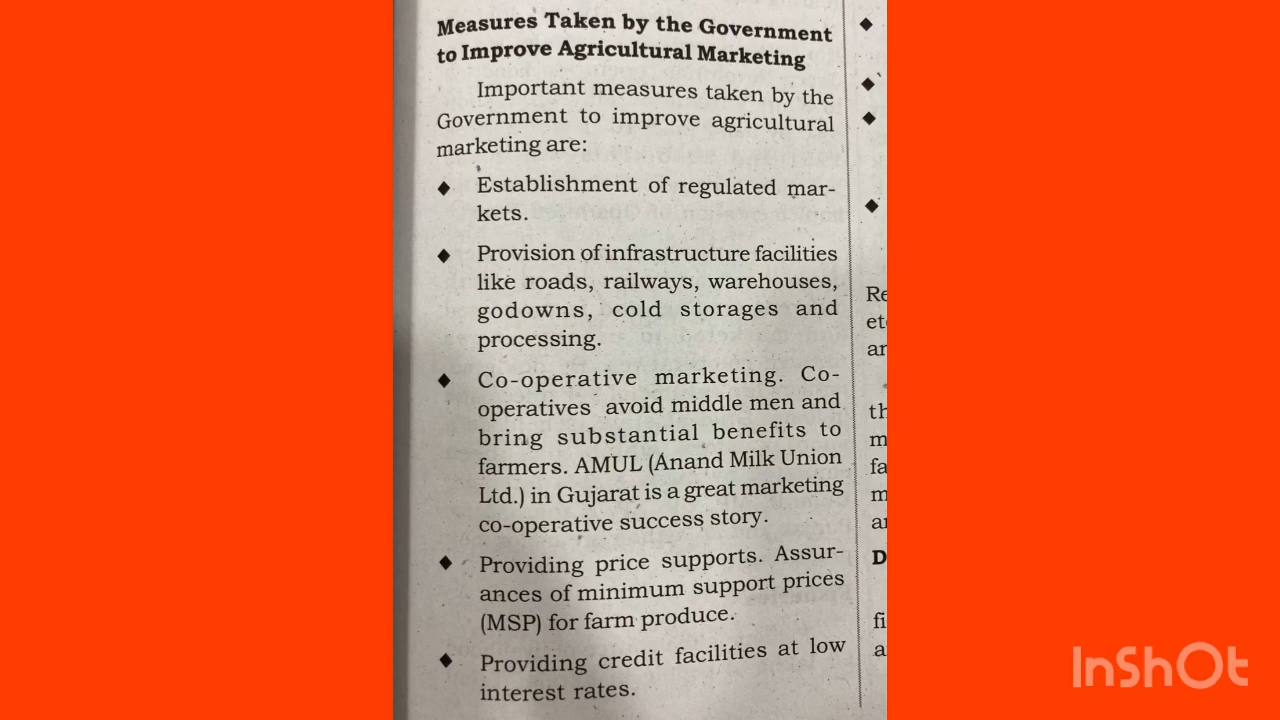 Measures Taken by the Government
to Improve Agricultural Marketing
Important measures taken by the
Government to improve agricultural
marketing are:
◆ Establishment of regulated mar-
kets.
◆ Provision of infrastructure facilities
like roads, railways, warehouses,
godowns, cold storages and
processing.
◆ Co-operative marketing. Co-
operatives avoid middle men and
bring substantial benefits to
farmers. AMUL (Anand Milk Union
Ltd.) in Gujarat is a great marketing
co-operative success story.
◆ Providing price supports. Assur-
ances of minimum support prices
(MSP) for farm produce.
◆ Providing credit facilities at low
interest rates.
InShOt